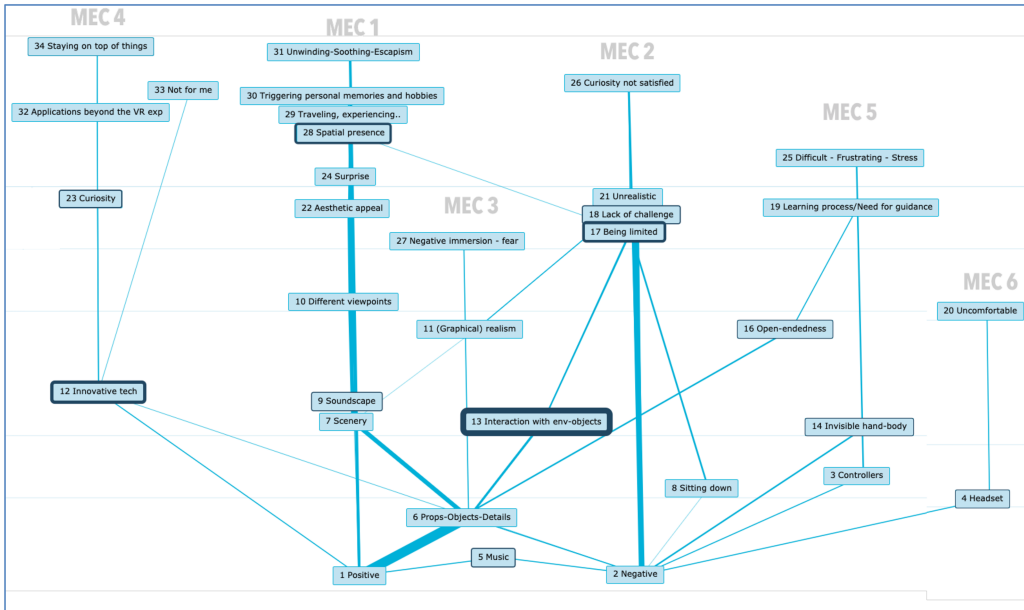 MEC 4
MEC 1
MEC 2
34 Staying on top of things
31 Unwinding-Soothing-Escapism
26 Curiosity not satisfied
33 Not for me
30 Triggering personal memories and hobbies
32 Applications beyond the VR exp
29 Traveling, experiencing..
MEC 5
28 Spatial presence
25 Difficult - Frustrating - Stress
24 Surprise
23 Curiosity
21 Unrealistic
MEC 3
22 Aesthetic appeal
19 Learning process/Need for guidance
18 Lack of challenge
17 Being limited
27 Negative immersion - fear
MEC 6
10 Different viewpoints
20 Uncomfortable
11 (Graphical) realism
16 Open-endedness
12 Innovative tech
9 Soundscape
7 Scenery
13 Interaction with env-objects
14 Invisible hand-body
3 Controllers
8 Sitting down
4 Headset
6 Props-Objects-Details
5 Music
1 Positive
2 Negative